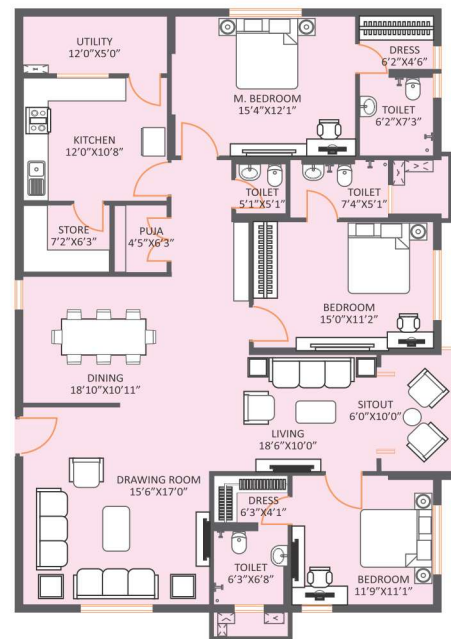 UTILITY
12'0"X5'0"
M. BEDROOM
15'4"X12'1"
DRESS
6'2"X4'6"
TOILET
6'2"X7'3"
KITCHEN
12'0"X10'8"
TOILET
5'1"X5'1"
TOILET
7'4"X5'1"
STORE
7'2"X6'3"
PUJA
4'5"X6'3"
BEDROOM
15'0"X11'2"
DINING
18'10"X10'11"
LIVING
18'6"X10'0"
SITOUT
6'0"X10'0"
DRAWING ROOM
15'6"X17'0"
DRESS
6'3"X4'1"
TOILET
6'3"X6'8"
BEDROOM
11'9"X11'1"